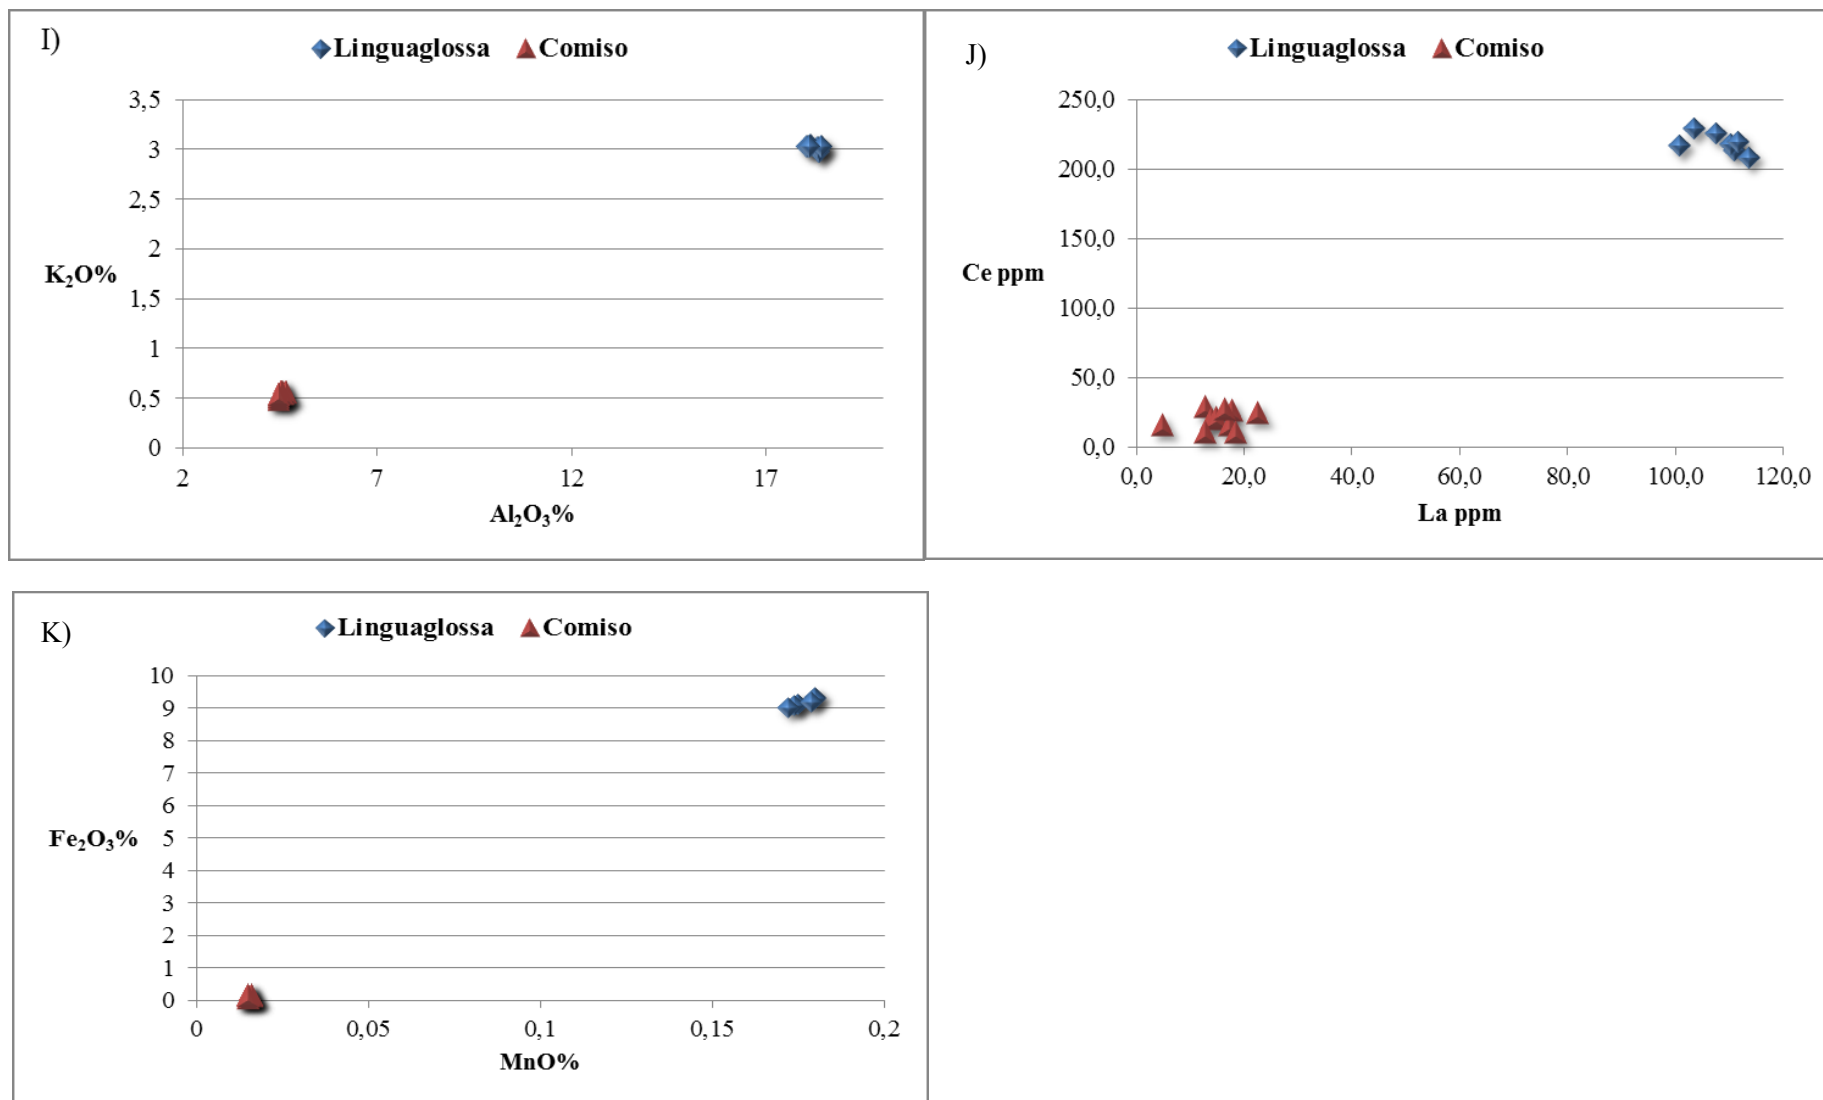 I)
Linguaglossa Comiso
3,5
3
2,5
2
K₂O%
1,5
1
0,5
0
2 7 12 17
Al₂O₃%
J)
Linguaglossa Comiso
250,0
200,0
150,0
Ce ppm
100,0
50,0
0,0
0,0 20,0 40,0 60,0 80,0 100,0 120,0
La ppm
K)
Linguaglossa Comiso
10
9
8
7
6
Fe₂O₃% 5
4
3
2
1
0
0 0,05 0,1 0,15 0,2
MnO%